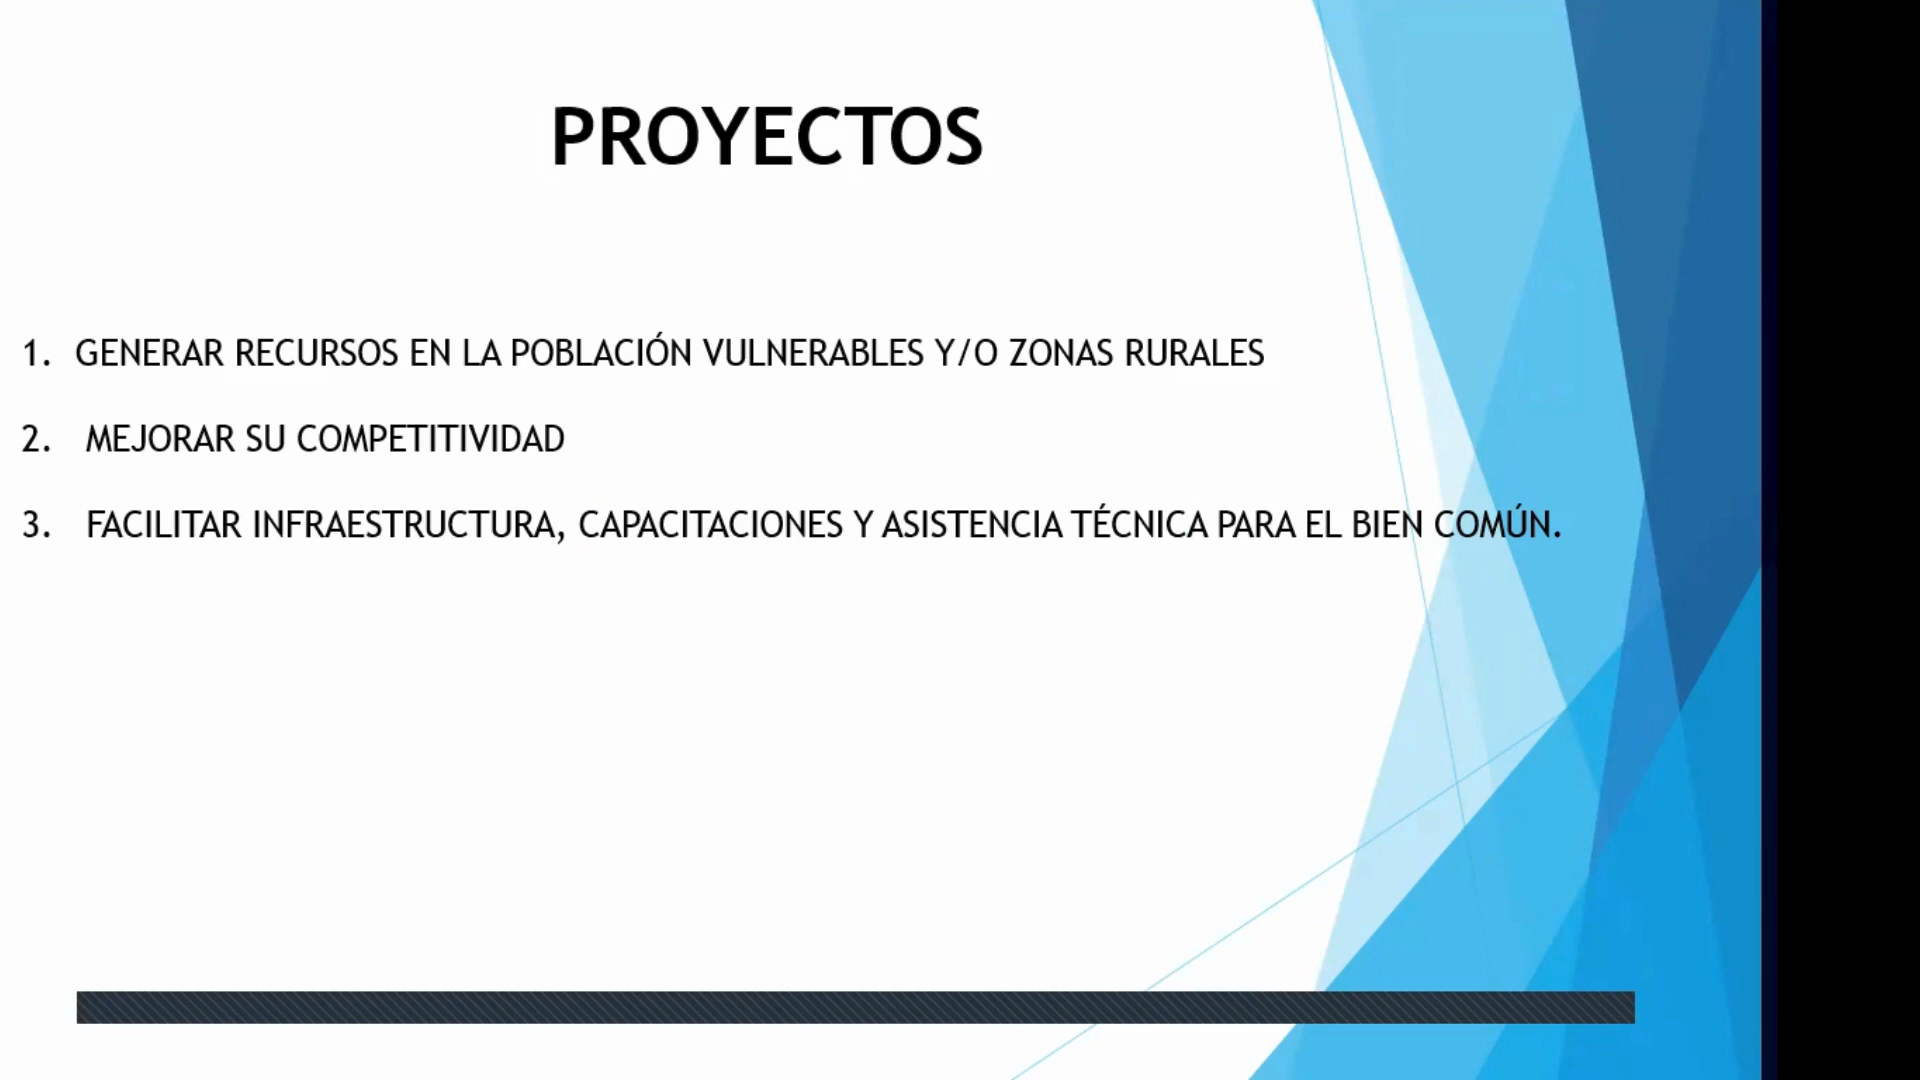 PROYECTOS
1. GENERAR RECURSOS EN LA POBLACIÓN VULNERABLES Y/O ZONAS RURALES
2. MEJORAR SU COMPETITIVIDAD
3. FACILITAR INFRAESTRUCTURA, CAPACITACIONES Y ASISTENCIA TÉCNICA PARA EL BIEN COMÚN.